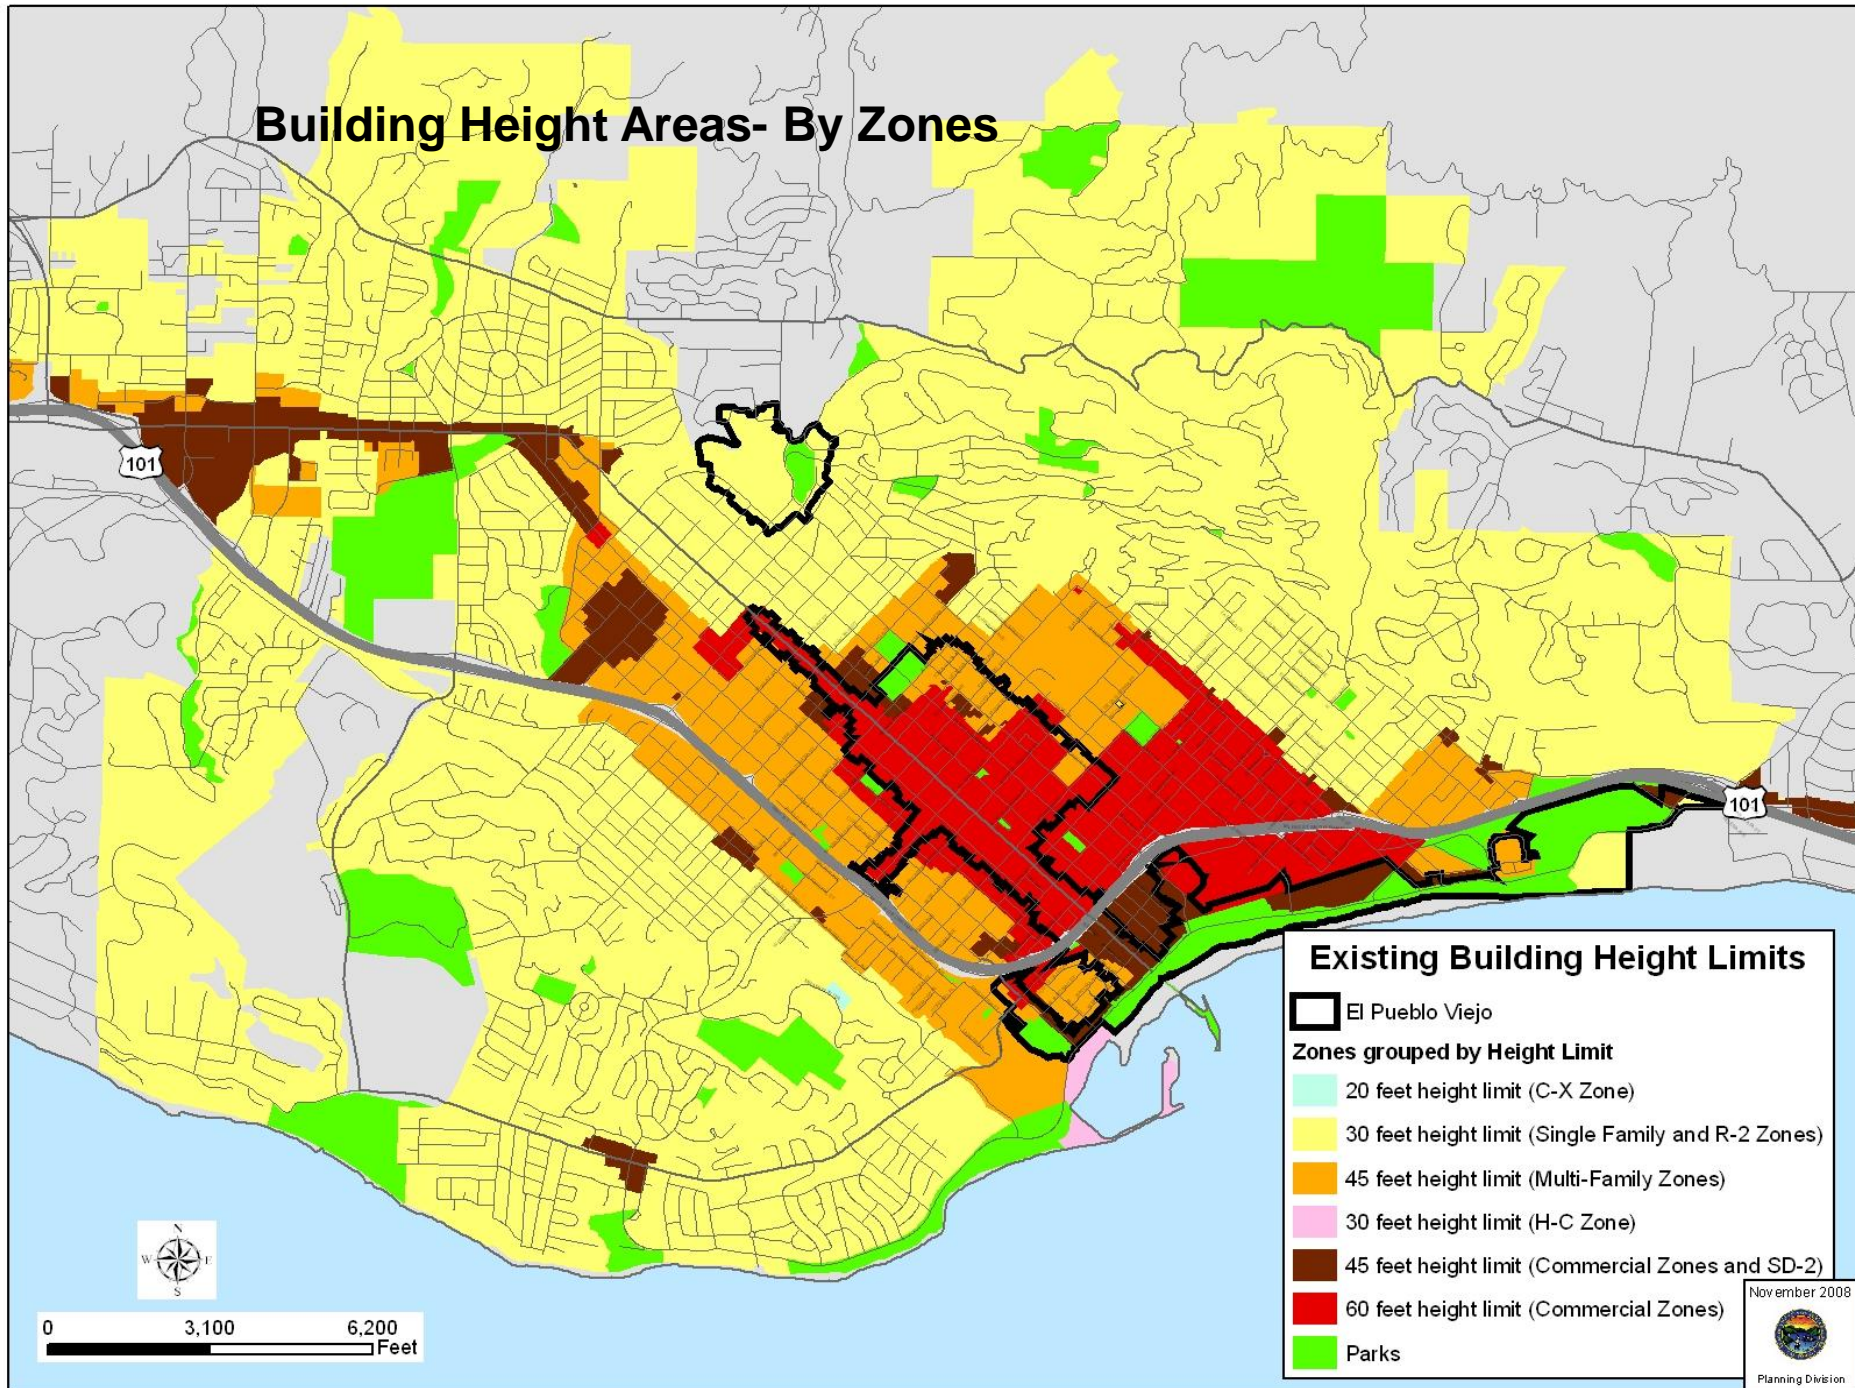 Building Height Areas- By Zones
101
101
Existing Building Height Limits
El Pueblo Viejo
Zones grouped by Height Limit
20 feet height limit (C-X Zone)
30 feet height limit (Single Family and R-2 Zones)
45 feet height limit (Multi-Family Zones)
30 feet height limit (H-C Zone)
45 feet height limit (Commercial Zones and SD-2)
60 feet height limit (Commercial Zones)
Parks
N
W E
S
0 3,100 6,200
Feet
November 2008
Planning Division